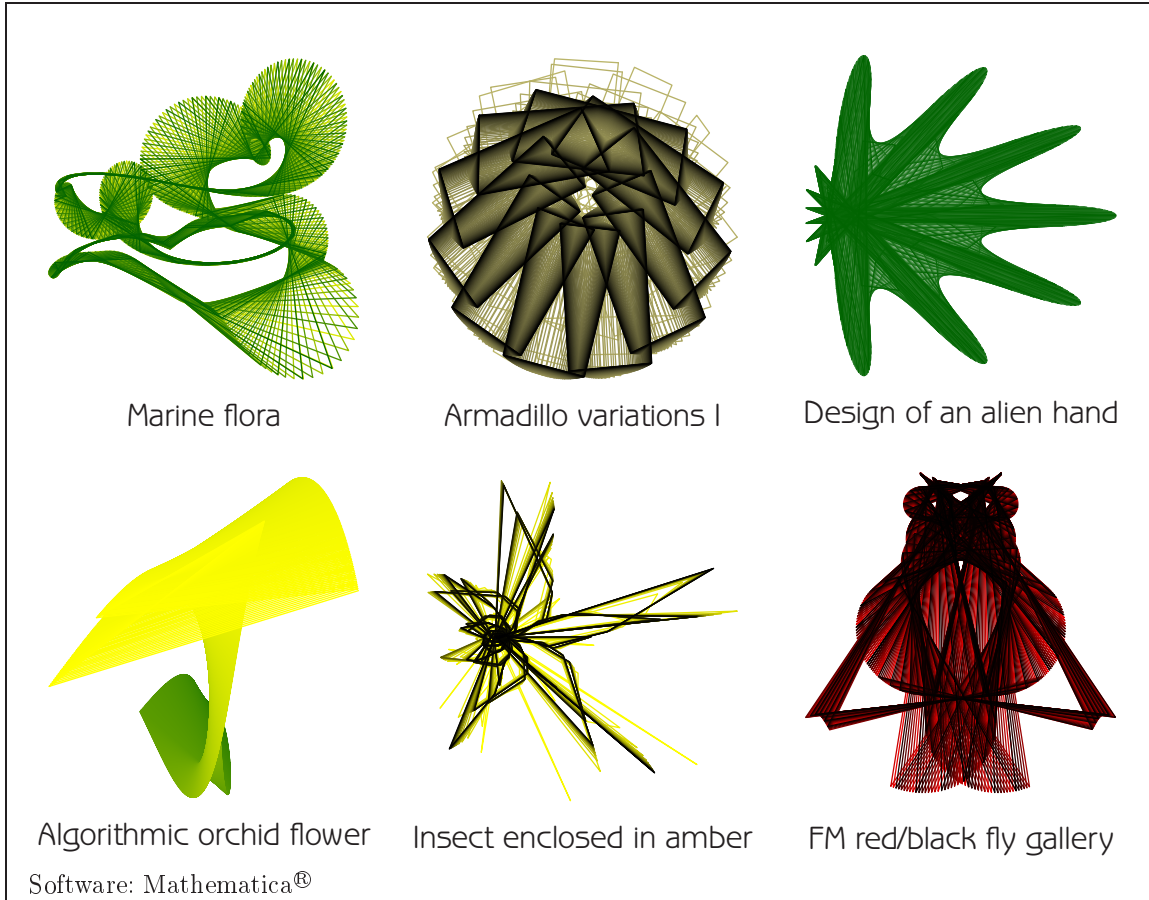 Marine flora
Armadillo variations I
Design of an alien hand
Algorithmic orchid flower
Insect enclosed in amber
FM red/black fly gallery
Software: Mathematica®